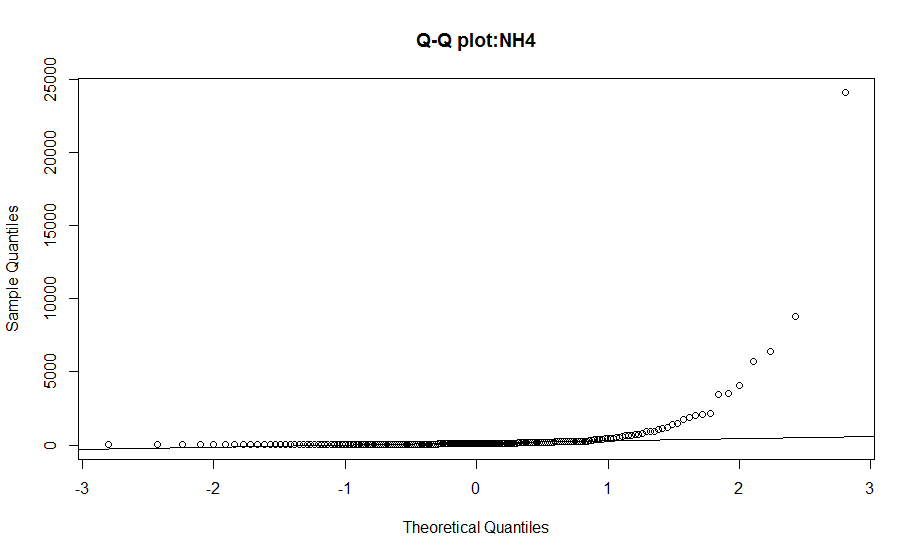 Q-Q plot:NH4
25000
20000
15000
10000
5000
0
Sample Quantiles
-3 -2 -1 0 1 2 3
Theoretical Quantiles